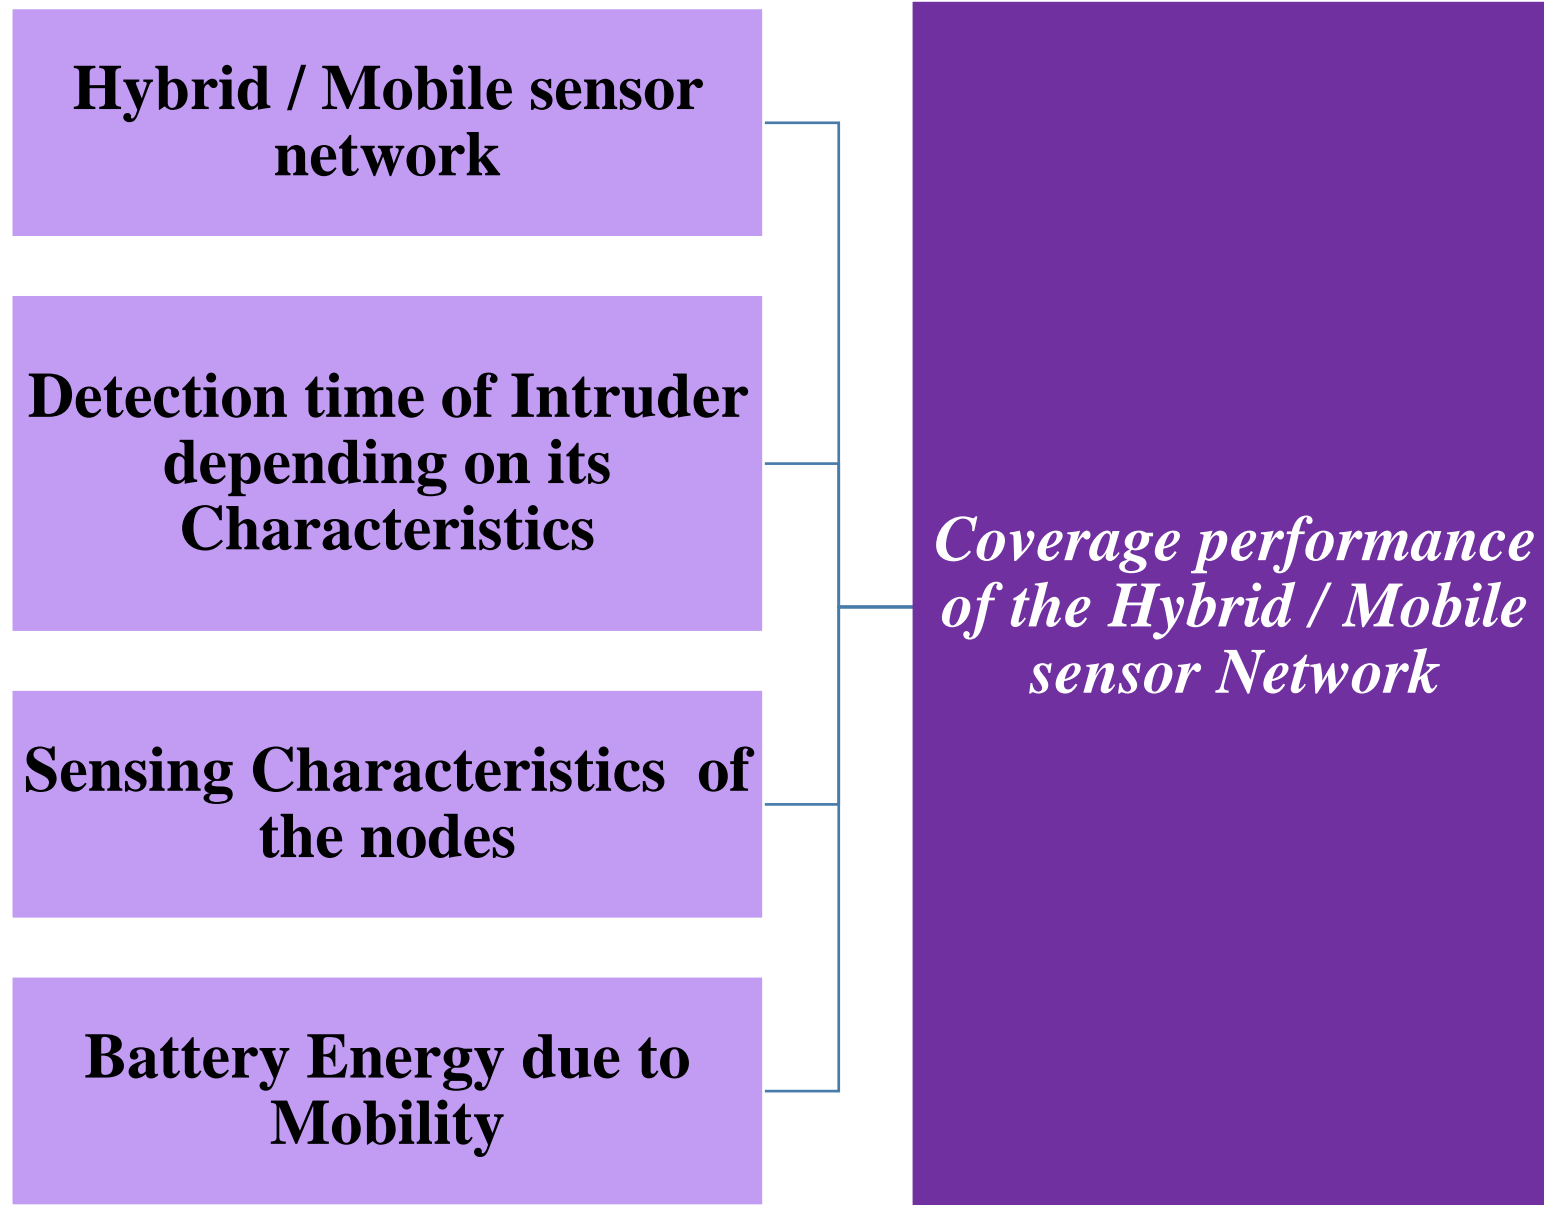 Hybrid / Mobile sensor
network
Detection time of Intruder
depending on its
Characteristics
Sensing Characteristics  of
the nodes
Battery Energy due to
Mobility
Coverage performance
of the Hybrid / Mobile
sensor Network